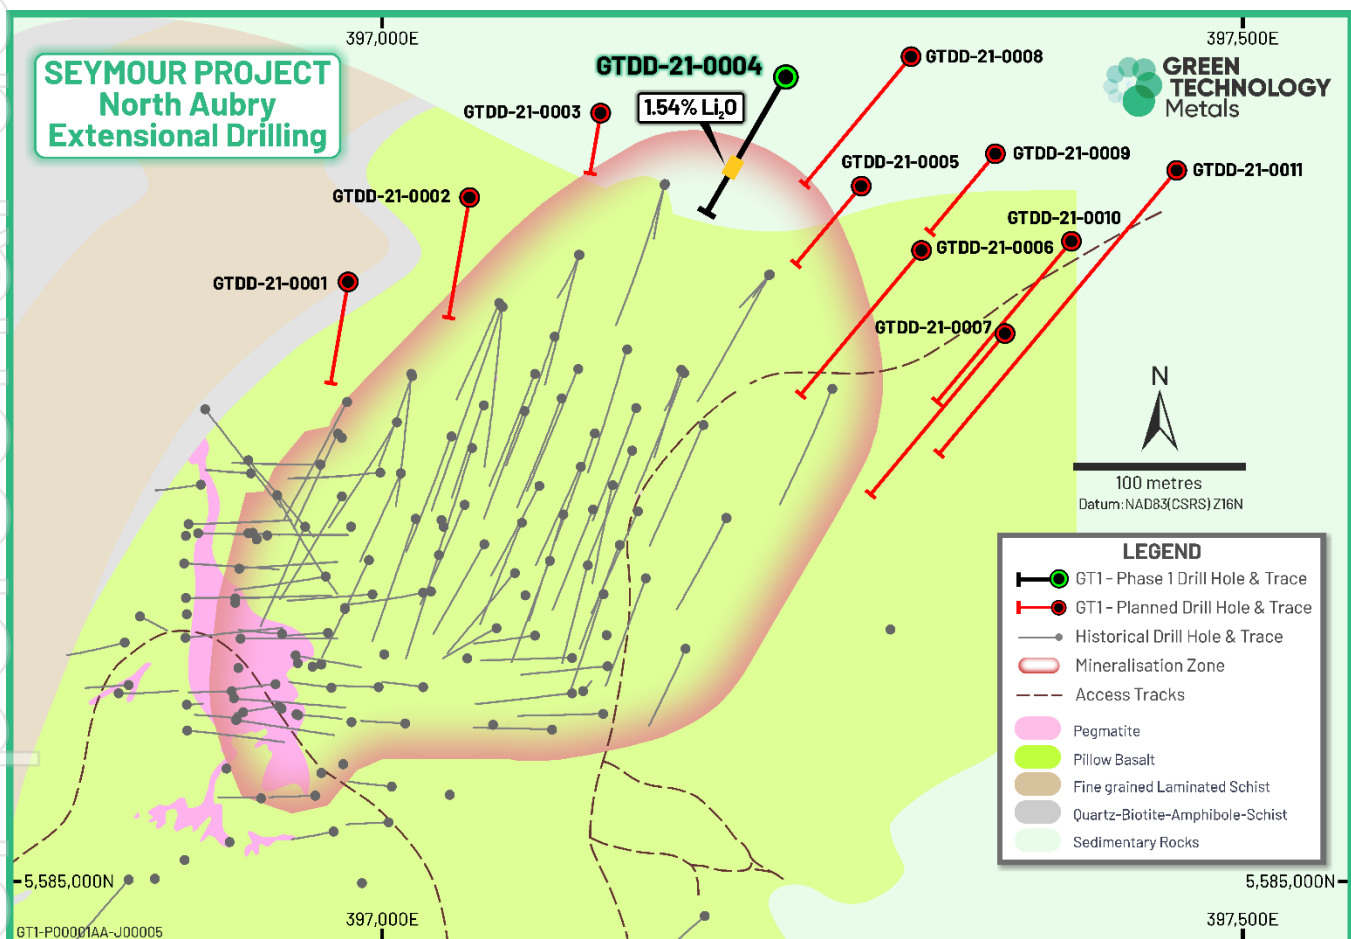 397,000E
397,500E
SEYMOUR PROJECT
North Aubry
Extensional Drilling
GTDD-21-0004
GTDD-21-0008
GREEN
TECHNOLOGY
Metals
1.54% Li₂O
GTDD-21-0003
GTDD-21-0005
GTDD-21-0009
GTDD-21-0011
GTDD-21-0002
GTDD-21-0010
GTDD-21-0006
GTDD-21-0001
GTDD-21-0007
N
100 metres
Datum:NAD83(CSRS) Z16N
LEGEND
GT1 - Phase 1 Drill Hole & Trace
GT1 - Planned Drill Hole & Trace
Historical Drill Hole & Trace
Mineralisation Zone
Access Tracks
Pegmatite
Pillow Basalt
Fine grained Laminated Schist
Quartz-Biotite-Amphibole-Schist
Sedimentary Rocks
5,585,000N
5,585,000N
397,000E
397,500E
GT1-P00001AA-J00005